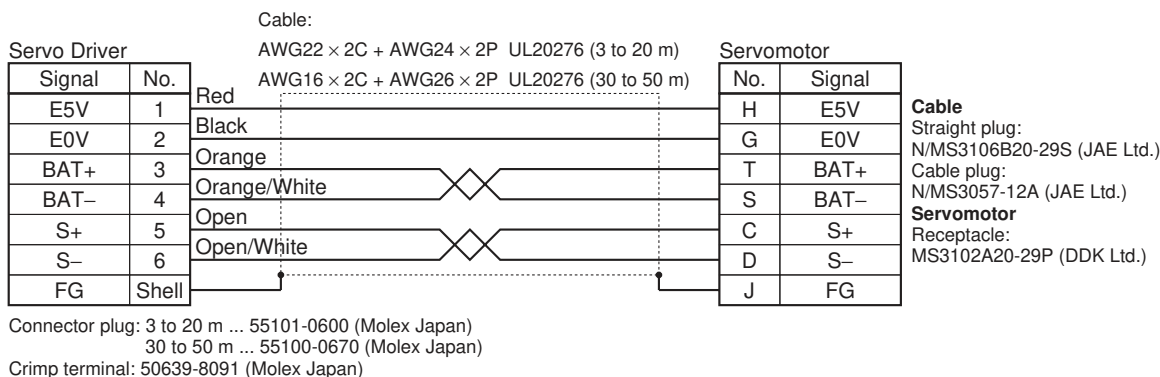 Cable:
AWG22 × 2C + AWG24 × 2P UL20276 (3 to 20 m)
AWG16 × 2C + AWG26 × 2P UL20276 (30 to 50 m)
Servo Driver
Signal No.
E5V 1
E0V 2
BAT+ 3
BAT− 4
S+ 5
S− 6
FG Shell
Red
Black
Orange
Orange/White
Open
Open/White
Servomotor
No. Signal
H E5V
G E0V
T BAT+
S BAT−
C S+
D S−
J FG
Cable
Straight plug:
N/MS3106B20-29S (JAE Ltd.)
Cable plug:
N/MS3057-12A (JAE Ltd.)
Servomotor
Receptacle:
MS3102A20-29P (DDK Ltd.)
Connector plug: 3 to 20 m ... 55101-0600 (Molex Japan)
30 to 50 m ... 55100-0670 (Molex Japan)
Crimp terminal: 50639-8091 (Molex Japan)